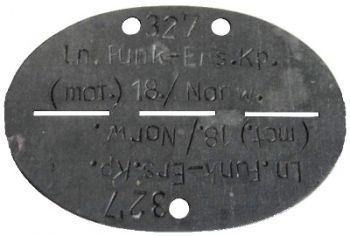 327
Ln. Funk-Ers.Kp.
(mot.) 18./ Norw.
(mot.) 18./ Norw.
Ln. Funk-Ers.Kp.
327